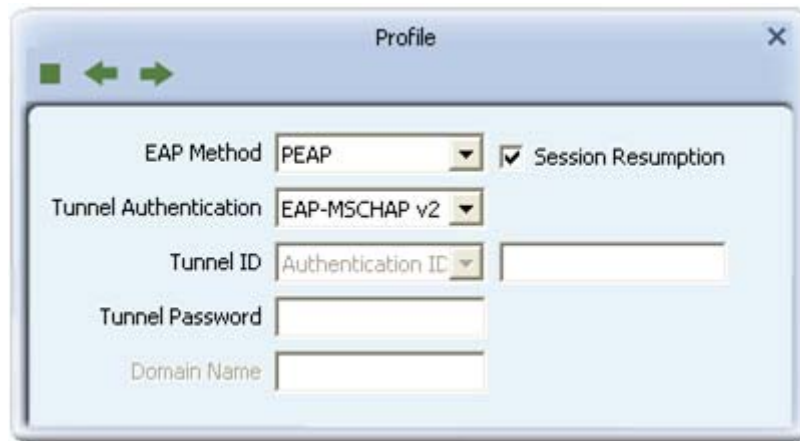 Profile
EAP Method PEAP Session Resumption
Tunnel Authentication EAP-MSCHAP v2
Tunnel ID Authentication ID
Tunnel Password
Domain Name